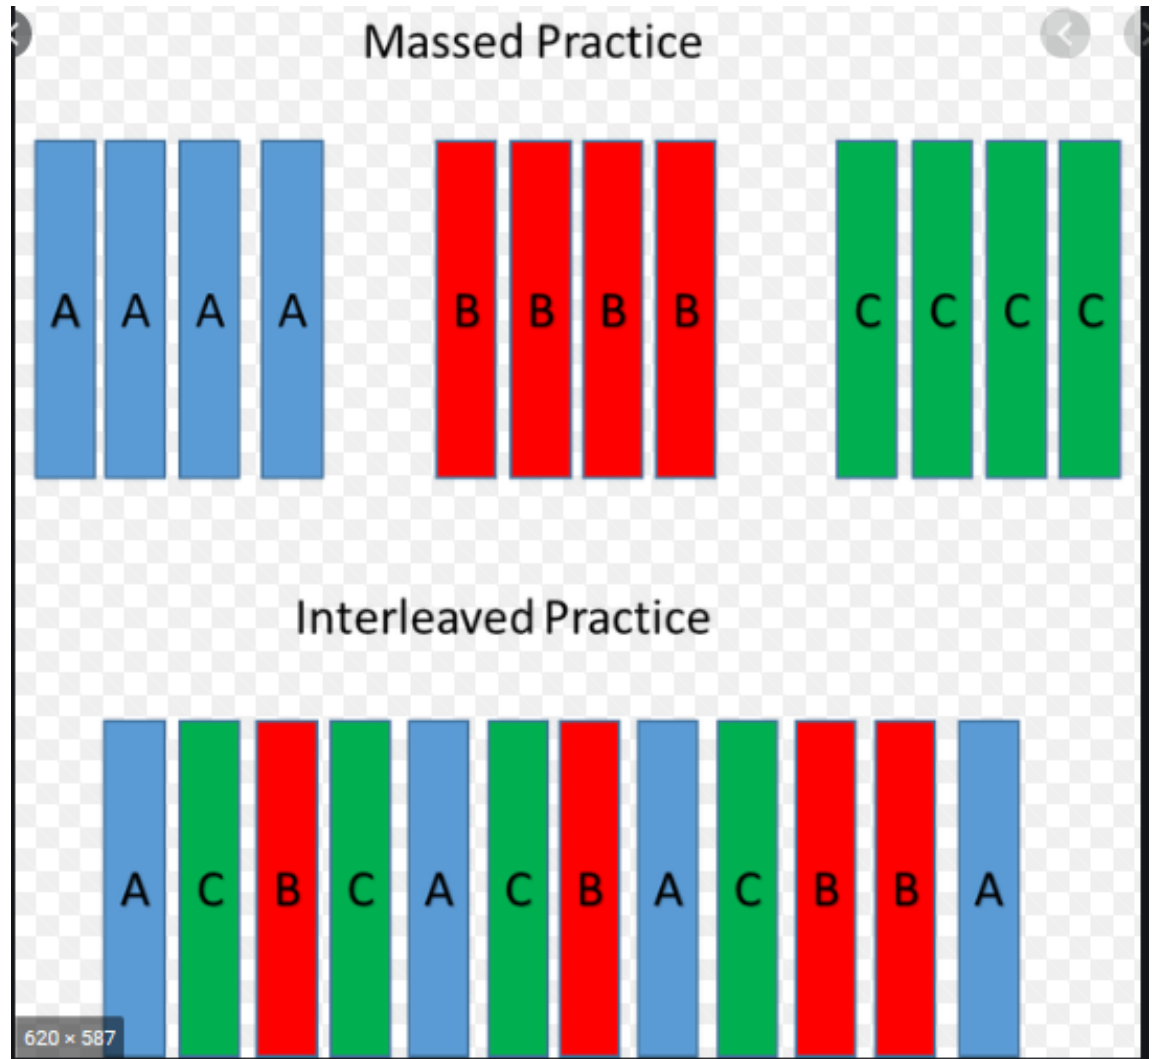 Massed Practice
A A A A B B B B C C C C
Interleaved Practice
A C B C A C B A C B B A
620 × 587